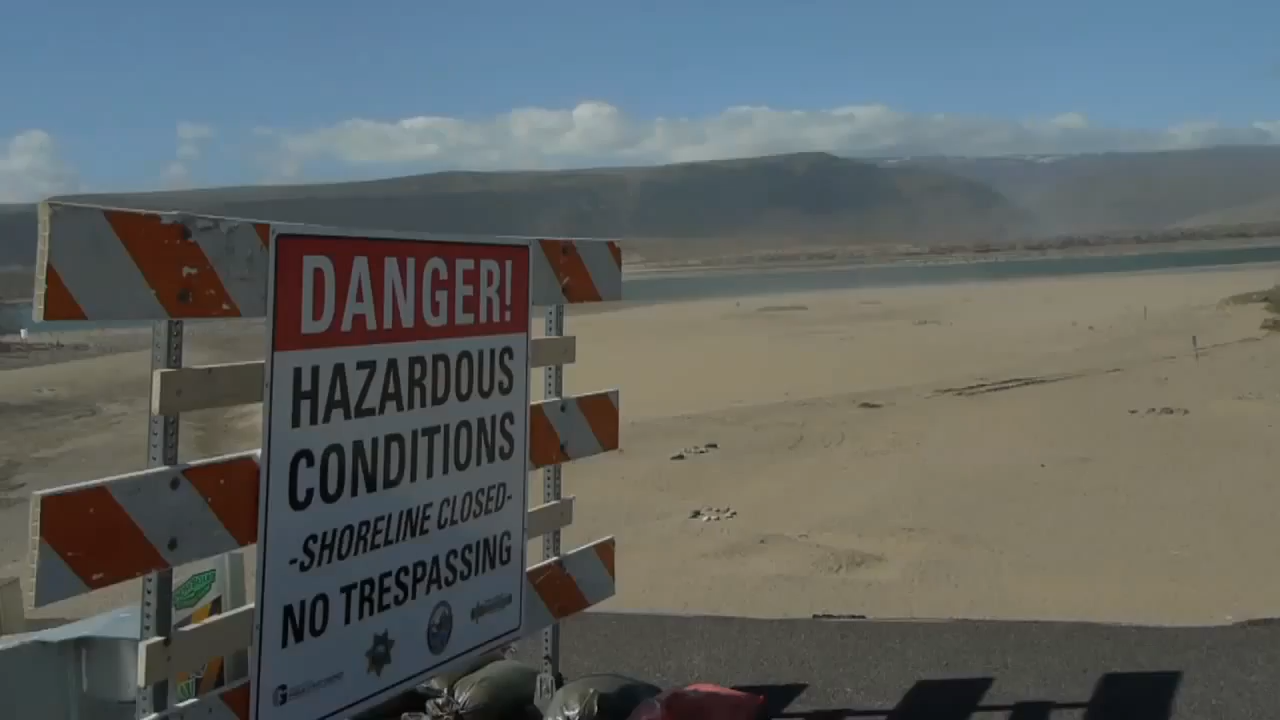 DANGER!
HAZARDOUS
CONDITIONS
-SHORELINE CLOSED-
NO TRESPASSING